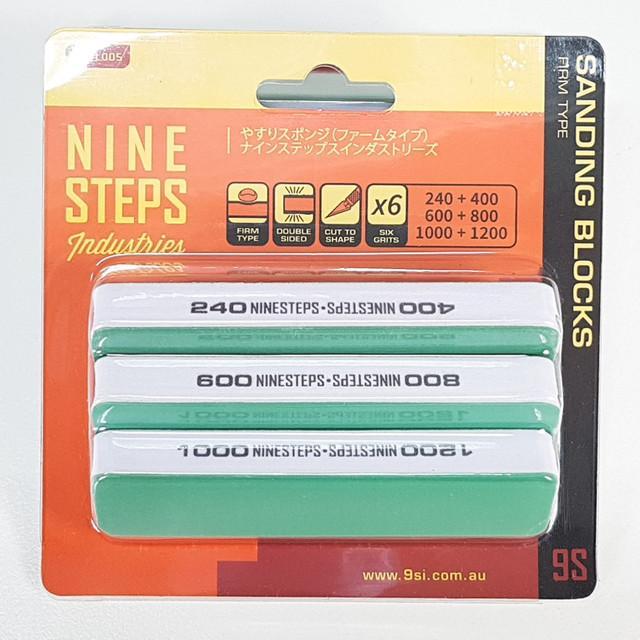 NINE
STEPS
Industries
やすりスポンジ(ファームタイプ)
ナインステップスインダストリーズ
FIRM
TYPE
DOUBLE
SIDED
CUT TO
SHAPE
x6
SIX
GRITS
240 + 400
600 + 800
1000 + 1200
SANDING BLOCKS
FIRM TYPE
240 NINESTEPS • NINESTEPS 400
600 NINESTEPS • NINESTEPS 800
1000 NINESTEPS • NINESTEPS 1200
www.9si.com.au
9S